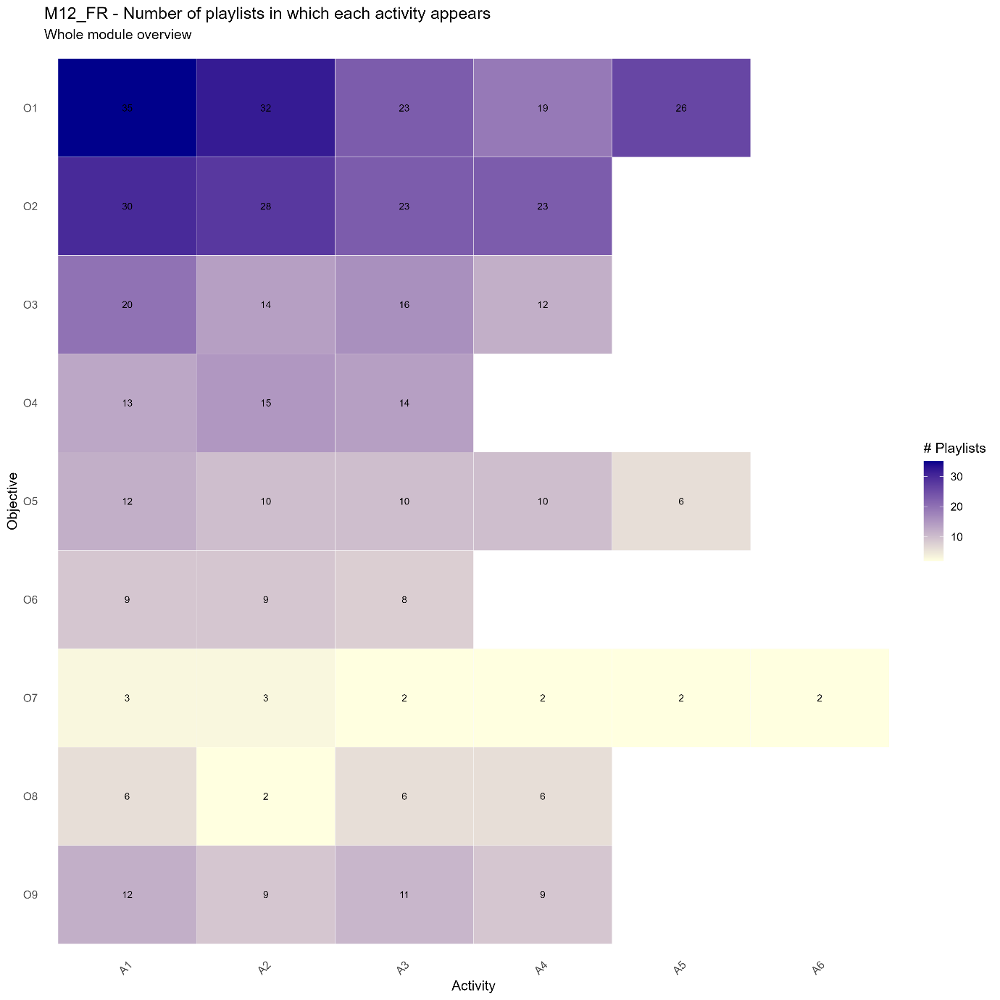 M12_FR - Number of playlists in which each activity appears
Whole module overview
O1 35 32 23 19 26
O2 30 28 23 23
O3 20 14 16 12
O4 13 15 14
Objective
O5 12 10 10 10 6
O6 9 9 8
O7 3 3 2 2 2 2
O8 6 2 6 6
O9 12 9 11 9
A1 A2 A3 A4 A5 A6
Activity
# Playlists
30
20
10